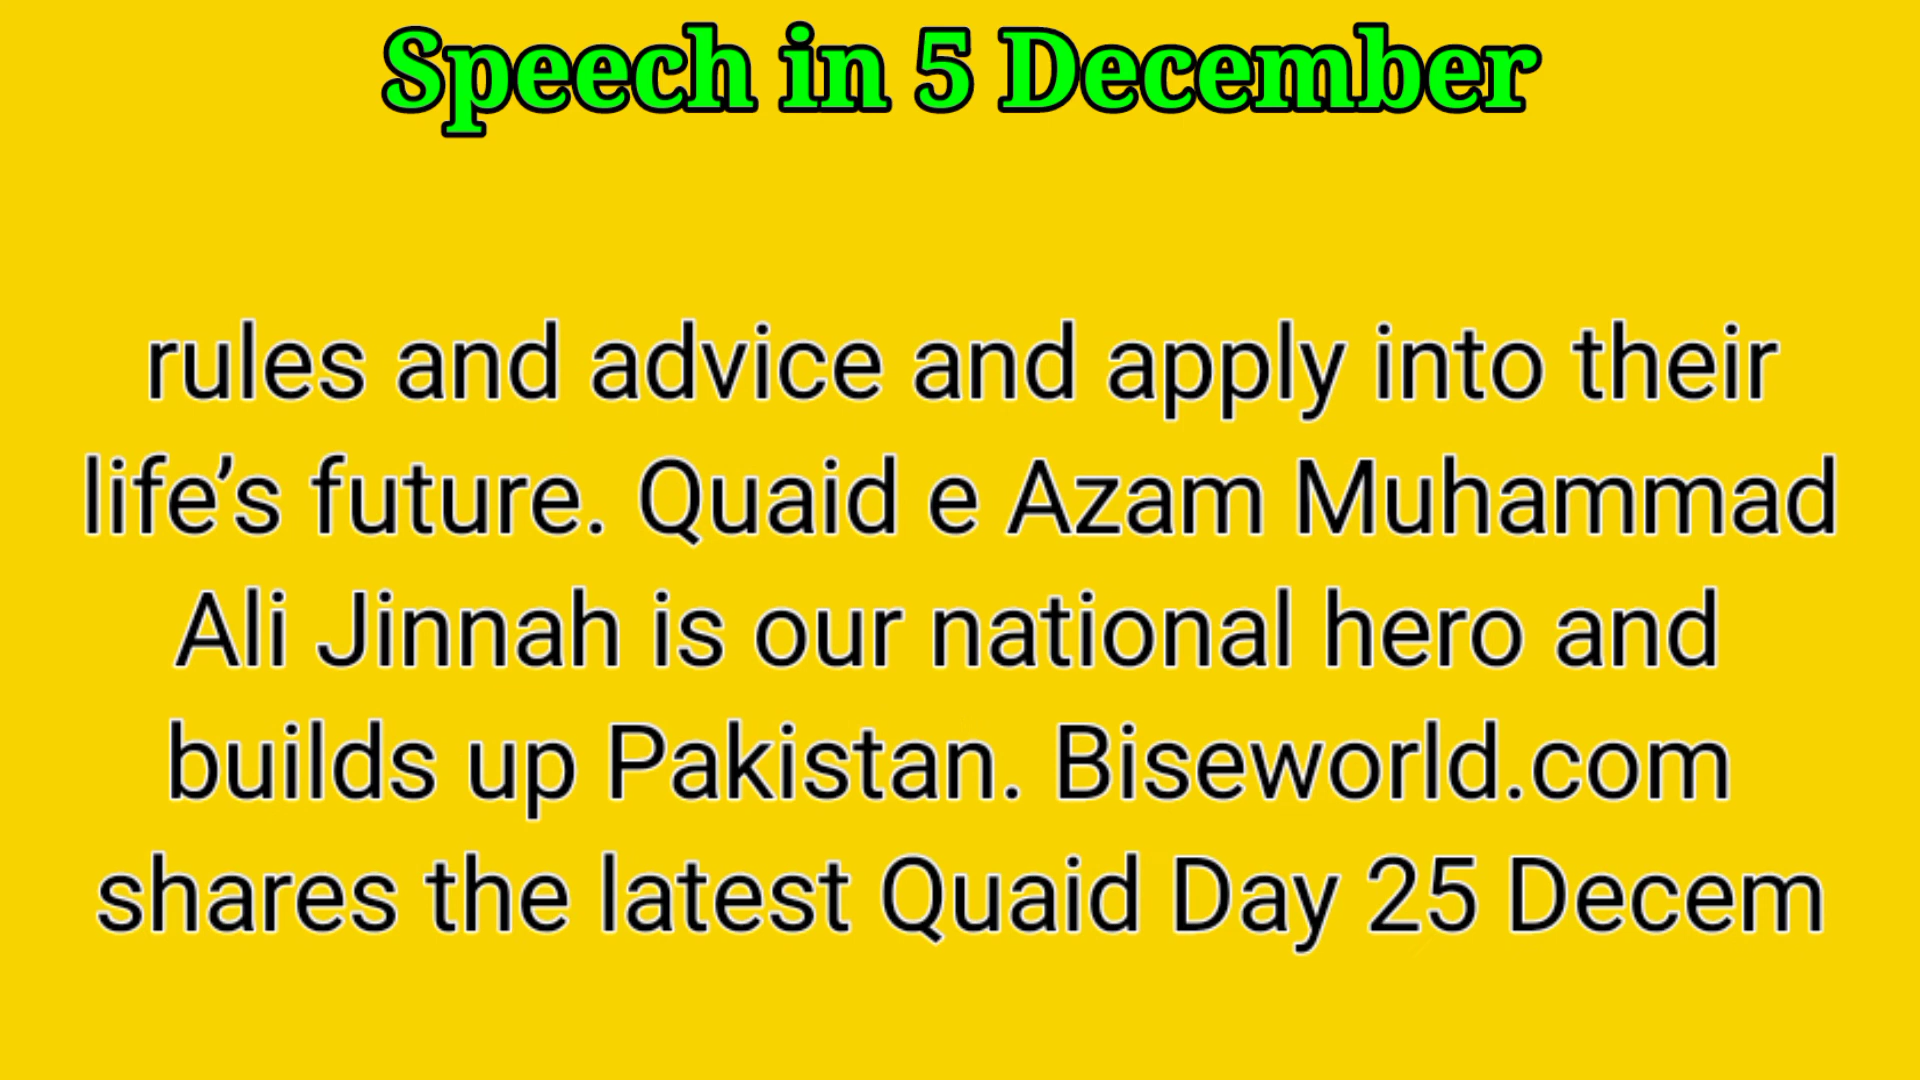 Speech in 5 December
rules and advice and apply into their
life’s future. Quaid e Azam Muhammad
Ali Jinnah is our national hero and
builds up Pakistan. Biseworld.com
shares the latest Quaid Day 25 Decem